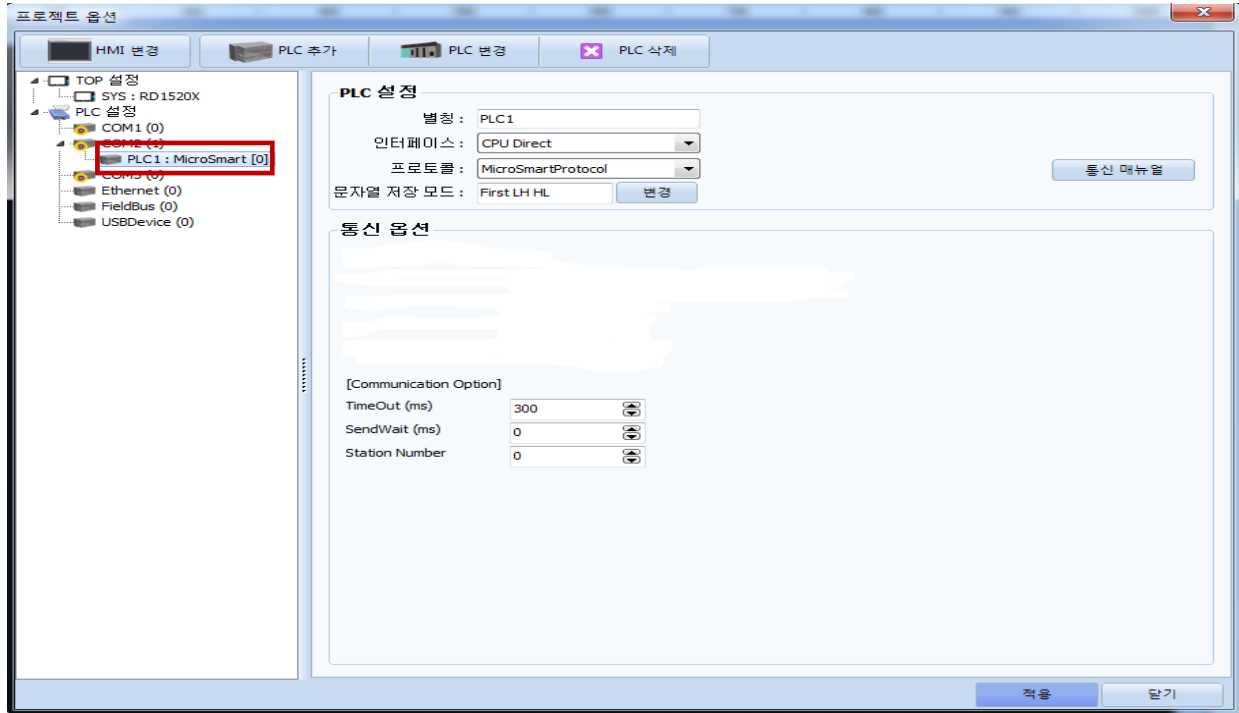 프로젝트 옵션
HMI 변경
PLC 추가
PLC 변경
PLC 삭제
TOP 설정
SYS : RD1520X
PLC 설정
COM1 (0)
COM2 (1)
PLC1 : MicroSmart [0]
COM3 (0)
Ethernet (0)
FieldBus (0)
USBDevice (0)
PLC 설정
별칭 : PLC1
인터페이스 : CPU Direct
프로토콜 : MicroSmartProtocol
통신 매뉴얼
문자열 저장 모드 : First LH HL 변경
통신 옵션
[Communication Option]
TimeOut (ms) 300
SendWait (ms) 0
Station Number 0
적용
닫기